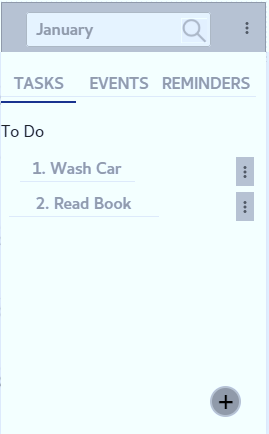 January
TASKS EVENTS REMINDERS
To Do
1. Wash Car
2. Read Book
+